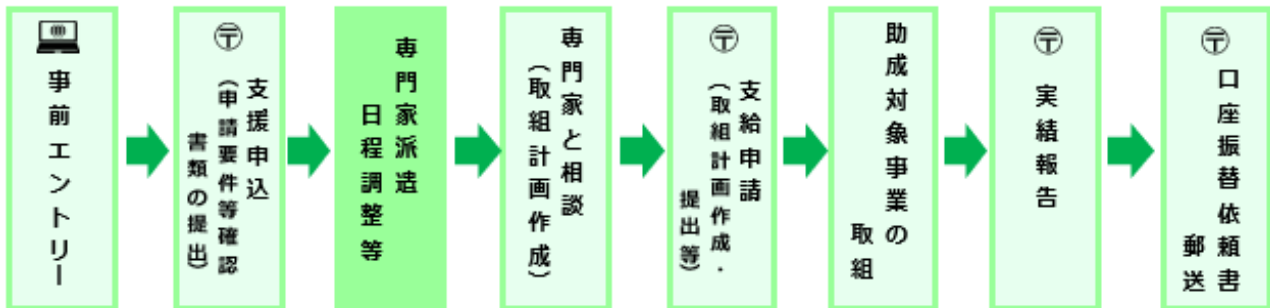 事前エントリー
〒
支援申込
（申請要件等確認
書類の提出）
専門家派遣
日程調整等
専門家と相談
（取組計画作成）
〒
支給申請
（取組計画作成・
提出等）
助成対象事業の
取組
〒
実績報告
〒
口座振替依頼書
郵送